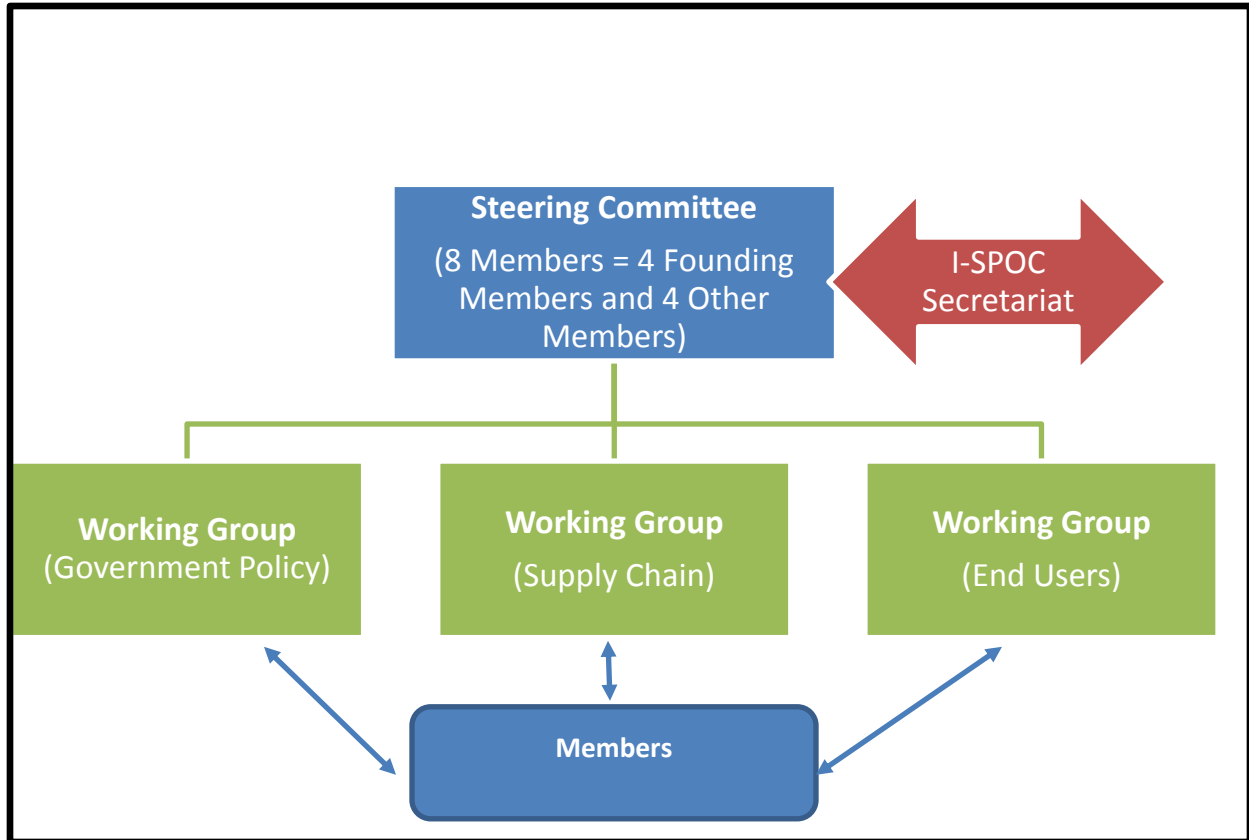 Steering Committee
(8 Members = 4 Founding
Members and 4 Other
Members)
I-SPOC
Secretariat
Working Group
(Government Policy)
Working Group
(Supply Chain)
Working Group
(End Users)
Members